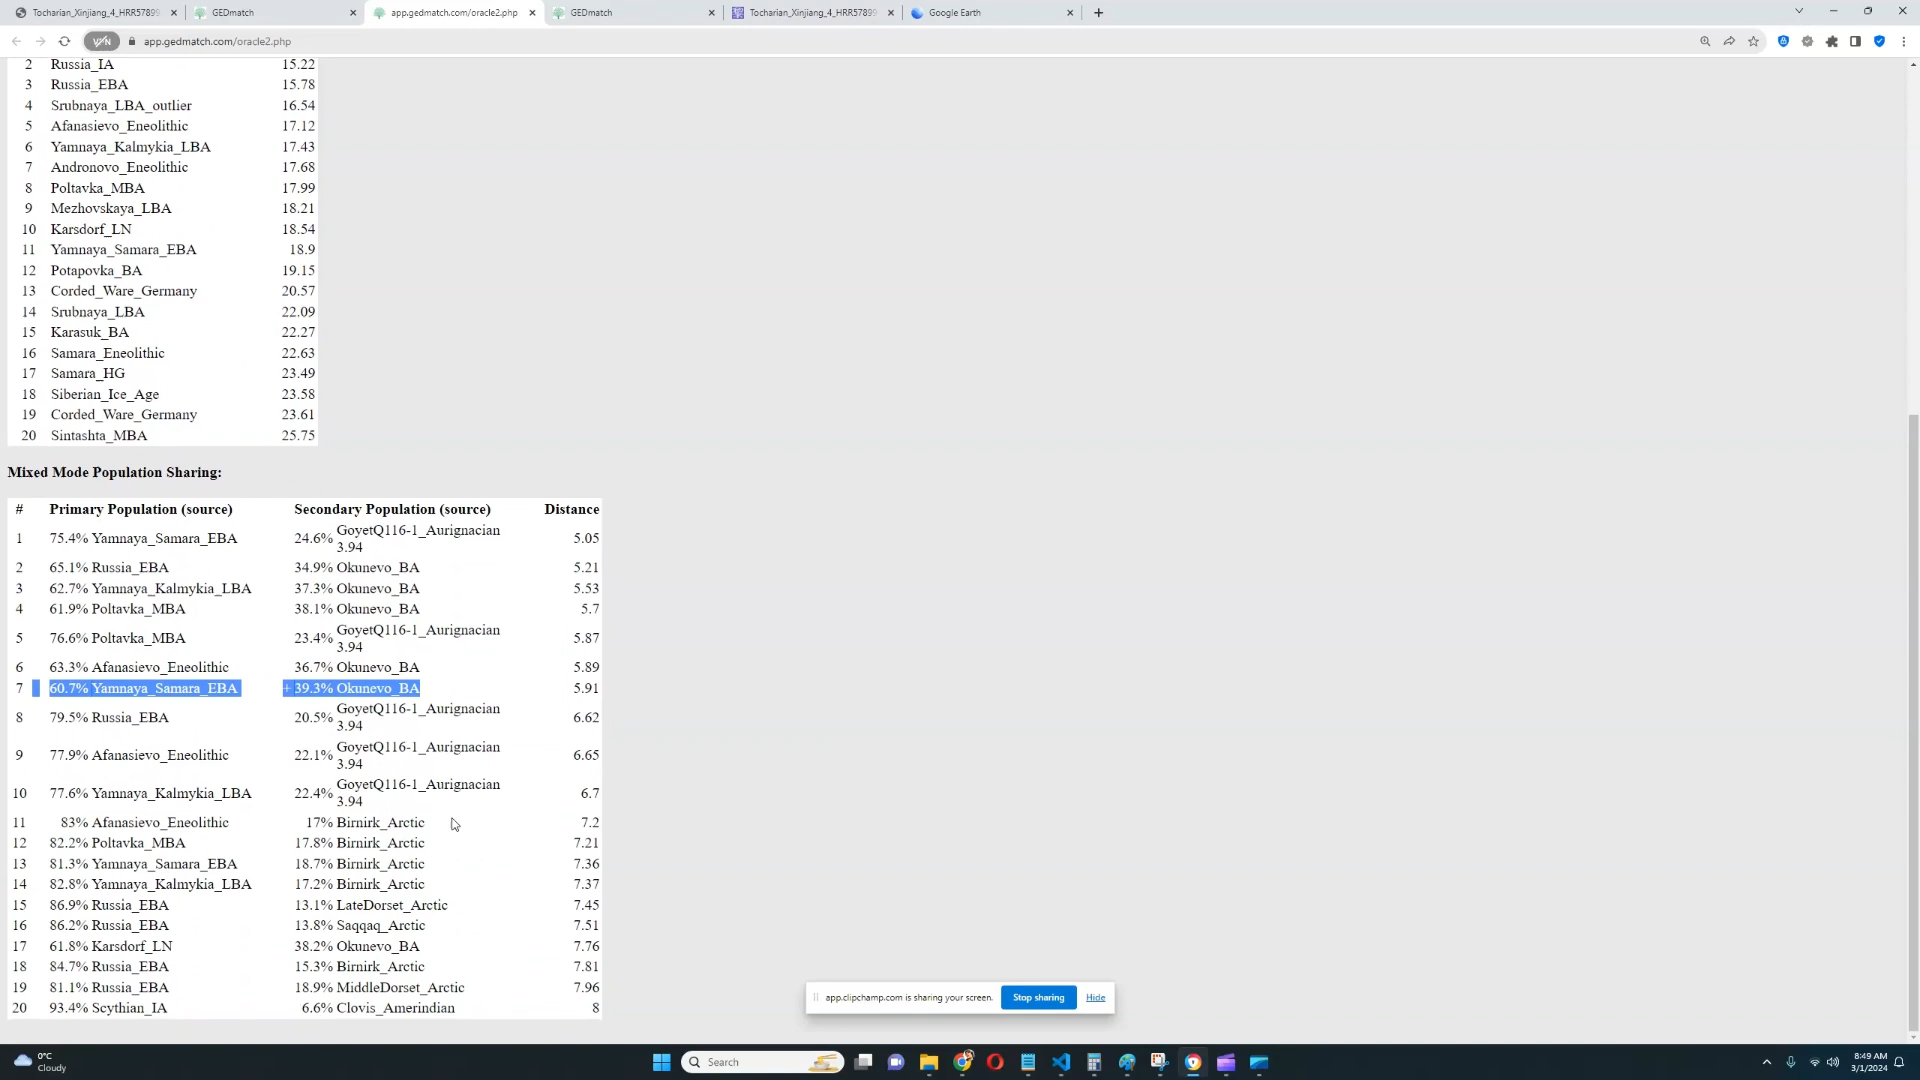 Tocharian_Xinjiang_4_HRR57899
GEDmatch
app.gedmatch.com/oracle2.php
GEDmatch
Tocharian_Xinjiang_4_HRR57899
Google Earth
VPN
app.gedmatch.com/oracle2.php
2 Russia_IA 15.22
3 Russia_EBA 15.78
4 Srubnaya_LBA_outlier 16.54
5 Afanasievo_Eneolithic 17.12
6 Yamnaya_Kalmykia_LBA 17.43
7 Andronovo_Eneolithic 17.68
8 Poltavka_MBA 17.99
9 Mezhovskaya_LBA 18.21
10 Karsdorf_LN 18.54
11 Yamnaya_Samara_EBA 18.9
12 Potapovka_BA 19.15
13 Corded_Ware_Germany 20.57
14 Srubnaya_LBA 22.09
15 Karasuk_BA 22.27
16 Samara_Eneolithic 22.63
17 Samara_HG 23.49
18 Siberian_Ice_Age 23.58
19 Corded_Ware_Germany 23.61
20 Sintashta_MBA 25.75
Mixed Mode Population Sharing:
# Primary Population (source) Secondary Population (source) Distance
1 75.4% Yamnaya_Samara_EBA 24.6% GoyetQ116-1_Aurignacian 3.94 5.05
2 65.1% Russia_EBA 34.9% Okunevo_BA 5.21
3 62.7% Yamnaya_Kalmykia_LBA 37.3% Okunevo_BA 5.53
4 61.9% Poltavka_MBA 38.1% Okunevo_BA 5.7
5 76.6% Poltavka_MBA 23.4% GoyetQ116-1_Aurignacian 3.94 5.87
6 63.3% Afanasievo_Eneolithic 36.7% Okunevo_BA 5.89
7 60.7% Yamnaya_Samara_EBA + 39.3% Okunevo_BA 5.91
8 79.5% Russia_EBA 20.5% GoyetQ116-1_Aurignacian 3.94 6.62
9 77.9% Afanasievo_Eneolithic 22.1% GoyetQ116-1_Aurignacian 3.94 6.65
10 77.6% Yamnaya_Kalmykia_LBA 22.4% GoyetQ116-1_Aurignacian 3.94 6.7
11 83% Afanasievo_Eneolithic 17% Birnirk_Arctic 7.2
12 82.2% Poltavka_MBA 17.8% Birnirk_Arctic 7.21
13 81.3% Yamnaya_Samara_EBA 18.7% Birnirk_Arctic 7.36
14 82.8% Yamnaya_Kalmykia_LBA 17.2% Birnirk_Arctic 7.37
15 86.9% Russia_EBA 13.1% LateDorset_Arctic 7.45
16 86.2% Russia_EBA 13.8% Saqqaq_Arctic 7.51
17 61.8% Karsdorf_LN 38.2% Okunevo_BA 7.76
18 84.7% Russia_EBA 15.3% Birnirk_Arctic 7.81
19 81.1% Russia_EBA 18.9% MiddleDorset_Arctic 7.96
20 93.4% Scythian_IA 6.6% Clovis_Amerindian 8
app.clipchamp.com is sharing your screen. Stop sharing Hide
0°C
Cloudy
Search
8:49 AM
3/1/2024